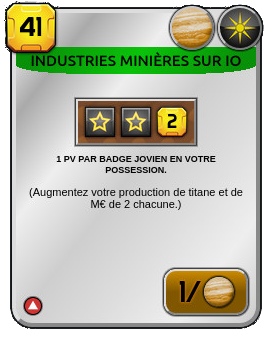 41
INDUSTRIES MINIÈRES SUR IO
2
1 PV PAR BADGE JOVIEN EN VOTRE
POSSESSION.
(Augmentez votre production de titane et de
M€ de 2 chacune.)
1/